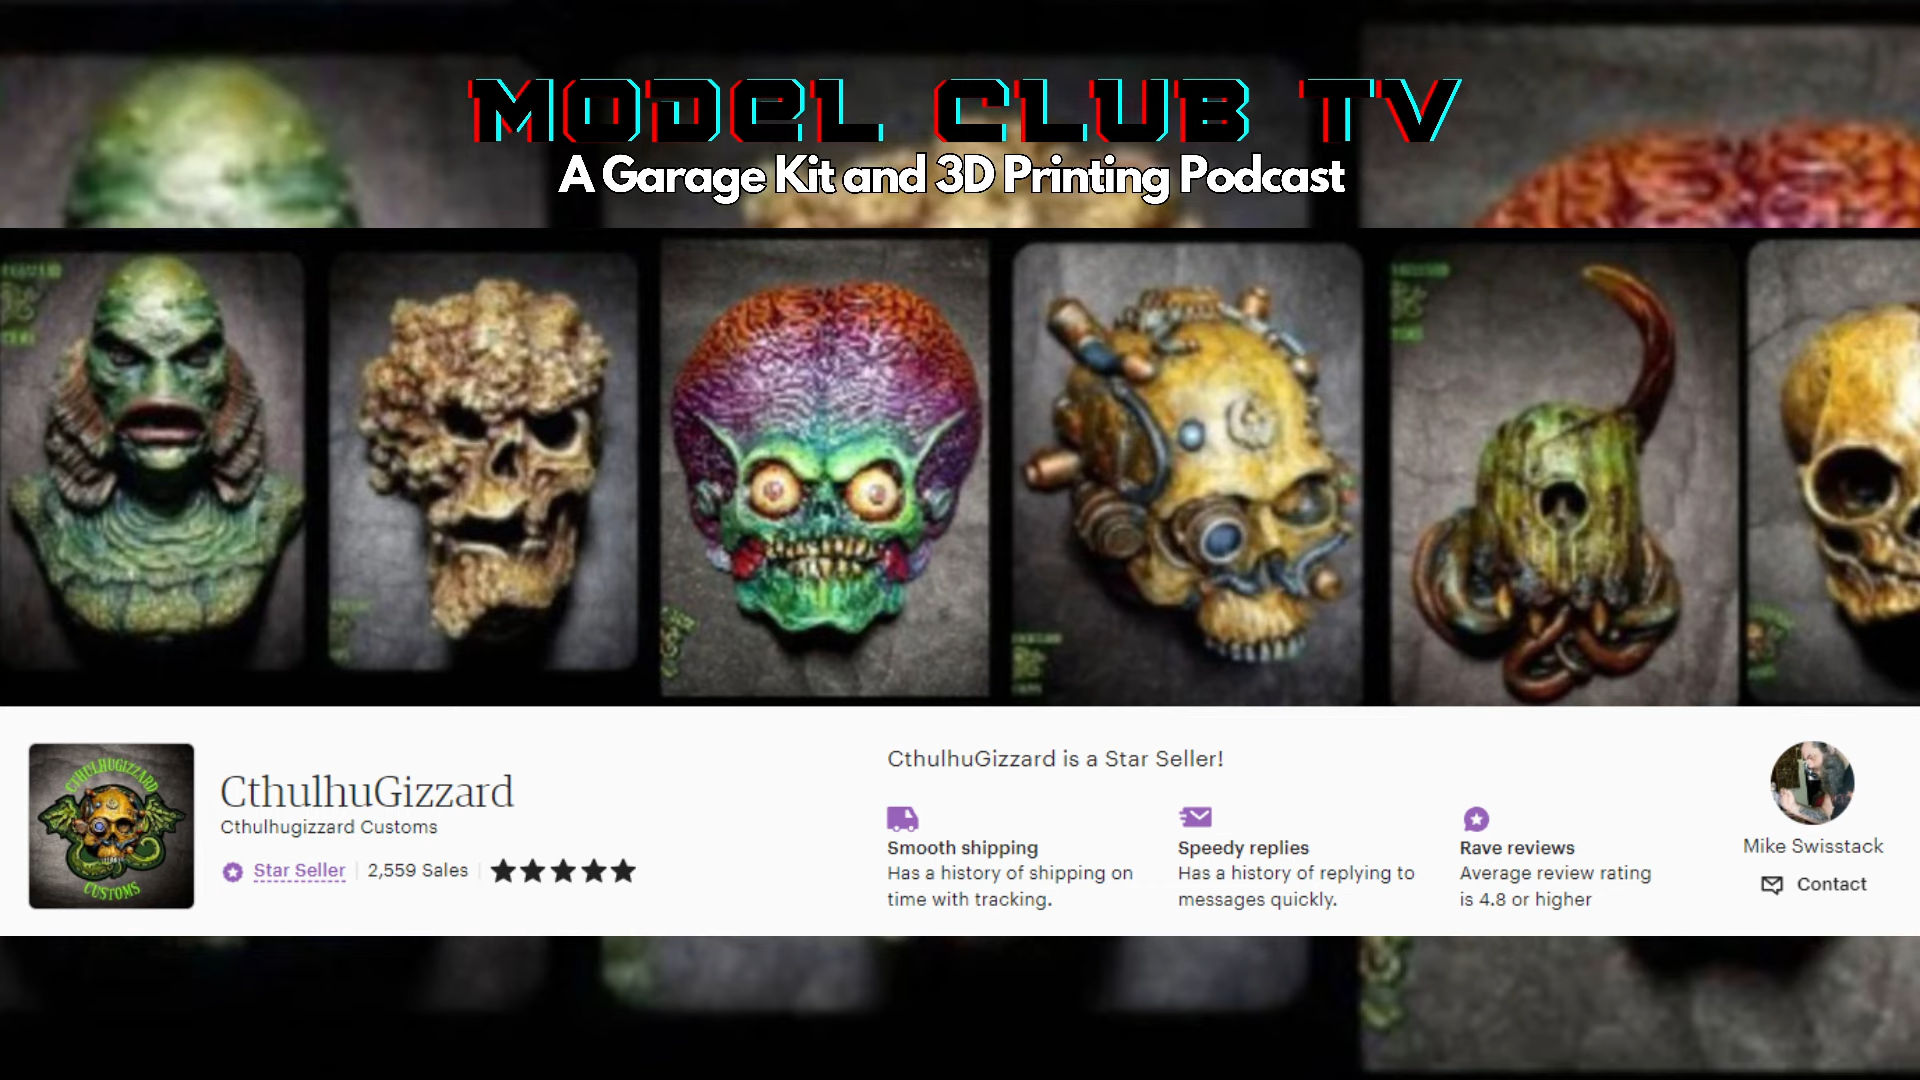 MODEL CLUB TV
A Garage Kit and 3D Printing Podcast
CTHULHUGIZZARD
CUSTOMS
CthulhuGizzard
Cthulhugizzard Customs
Star Seller | 2,559 Sales
CthulhuGizzard is a Star Seller!
Smooth shipping
Has a history of shipping on
time with tracking.
Speedy replies
Has a history of replying to
messages quickly.
Rave reviews
Average review rating
is 4.8 or higher
Mike Swisstack
Contact